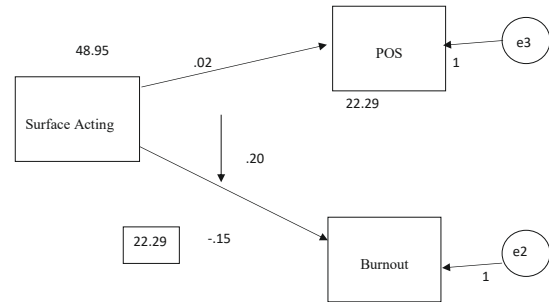 48.95
.02
POS
e3
1
22.29
Surface Acting
.20
22.29
-.15
Burnout
e2
1